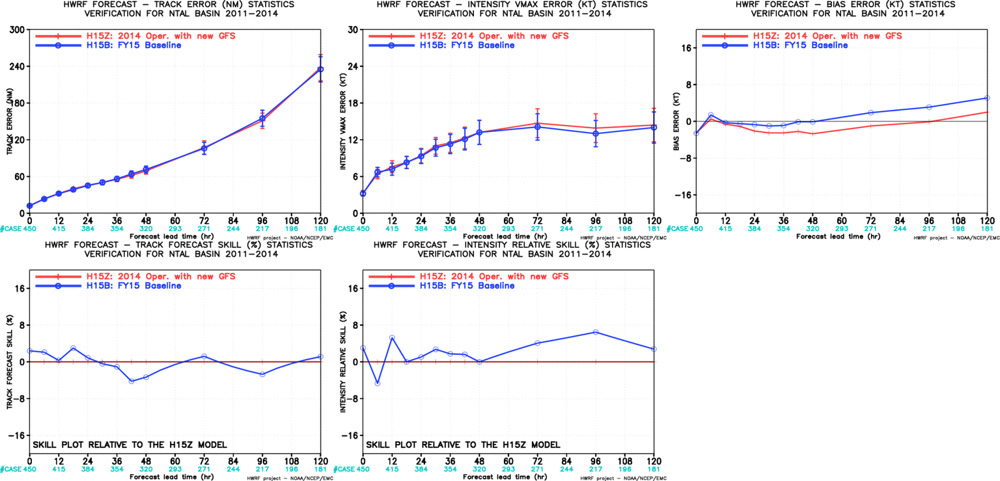 HWRF FORECAST – TRACK ERROR (NM) STATISTICS
VERIFICATION FOR NTAL BASIN 2011–2014
H15Z: 2014 Oper. with new GFS
H15B: FY15 Baseline
TRACK ERROR (NM)
300
240
180
120
60
0
0 12 24 36 48 60 72 84 96 108 120
#CASE 450 415 384 354 320 293 271 244 217 196 181
Forecast lead time (hr)
HWRF project – NOAA/NCEP/EMC
HWRF FORECAST – INTENSITY VMAX ERROR (KT) STATISTICS
VERIFICATION FOR NTAL BASIN 2011–2014
H15Z: 2014 Oper. with new GFS
H15B: FY15 Baseline
INTENSITY VMAX ERROR (KT)
30
24
18
12
6
0
0 12 24 36 48 60 72 84 96 108 120
#CASE 450 415 384 354 320 293 271 244 217 196 181
Forecast lead time (hr)
HWRF project – NOAA/NCEP/EMC
HWRF FORECAST – BIAS ERROR (KT) STATISTICS
VERIFICATION FOR NTAL BASIN 2011–2014
H15Z: 2014 Oper. with new GFS
H15B: FY15 Baseline
BIAS ERROR (KT)
16
8
0
–8
–16
0 12 24 36 48 60 72 84 96 108 120
#CASE 450 415 384 354 320 293 271 244 217 196 181
Forecast lead time (hr)
HWRF project – NOAA/NCEP/EMC
HWRF FORECAST – TRACK FORECAST SKILL (%) STATISTICS
VERIFICATION FOR NTAL BASIN 2011–2014
H15Z: 2014 Oper. with new GFS
H15B: FY15 Baseline
TRACK FORECAST SKILL (%)
16
8
0
–8
–16
SKILL PLOT RELATIVE TO THE H15Z MODEL
0 12 24 36 48 60 72 84 96 108 120
#CASE 450 415 384 354 320 293 271 244 217 196 181
Forecast lead time (hr)
HWRF project – NOAA/NCEP/EMC
HWRF FORECAST – INTENSITY RELATIVE SKILL (%) STATISTICS
VERIFICATION FOR NTAL BASIN 2011–2014
H15Z: 2014 Oper. with new GFS
H15B: FY15 Baseline
INTENSITY RELATIVE SKILL (%)
16
8
0
–8
–16
SKILL PLOT RELATIVE TO THE H15Z MODEL
0 12 24 36 48 60 72 84 96 108 120
#CASE 450 415 384 354 320 293 271 244 217 196 181
Forecast lead time (hr)
HWRF project – NOAA/NCEP/EMC